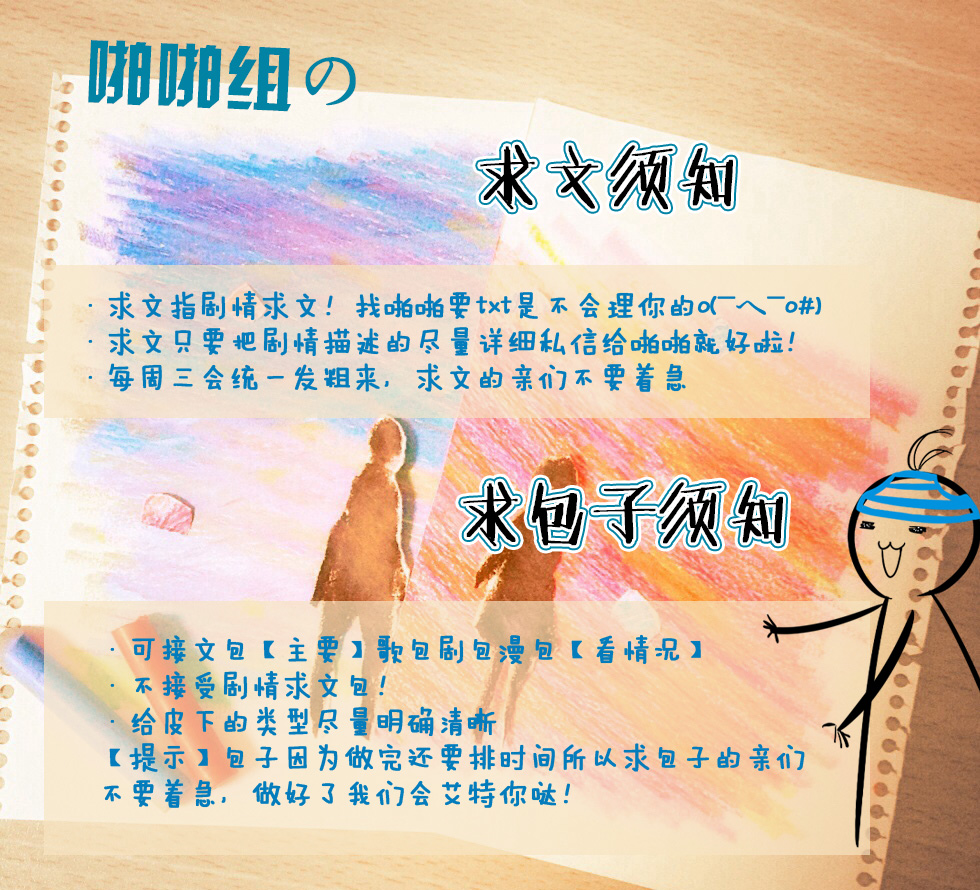 啪啪组の
求文须知
·求文指剧情求文！找啪啪要txt是不会理你的o(￣ヘ￣o#)
·求文只要把剧情描述的尽量详细私信给啪啪就好啦！
·每周三会统一发粗来，求文的亲们不要着急
求包子须知
·可接文包【主要】歌包剧包漫包【看情况】
·不接受剧情求文包！
·给皮下的类型尽量明确清晰
【提示】包子因为做完还要排时间所以求包子的亲们
不要着急，做好了我们会艾特你哒！